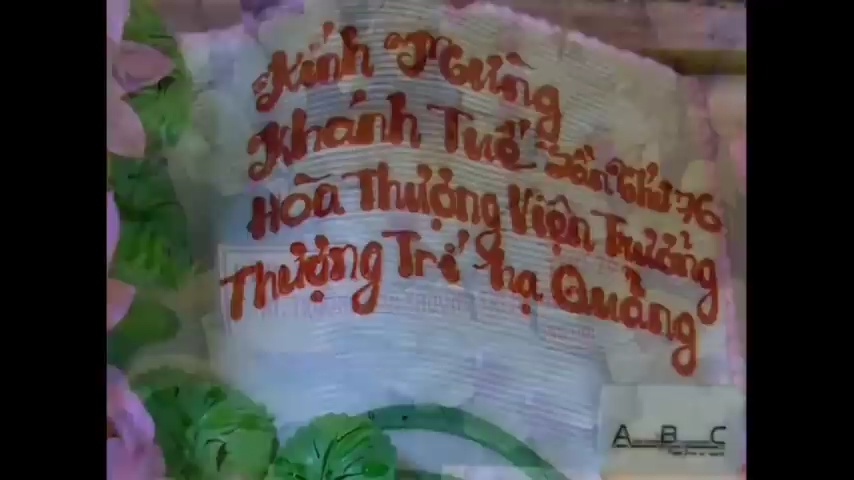 Kính Mừng
Khánh Tuế Lần Thứ 76
Hòa Thượng Viện Trưởng
Thượng Trí hạ Quảng
A B C